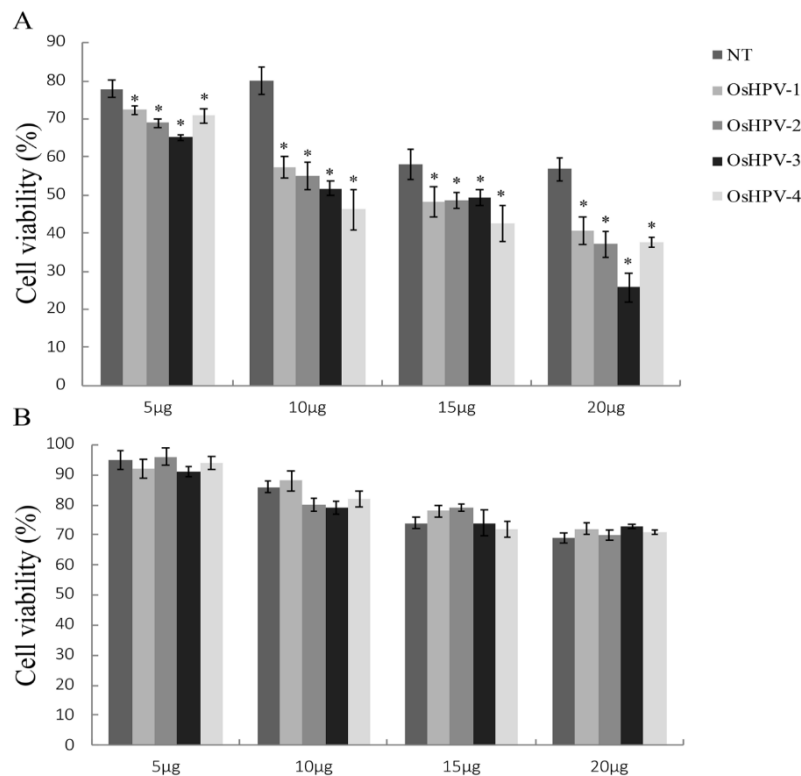 A
90
80
70
60
50
40
30
20
10
0
Cell viability (%)
* * * *
* * * *
* * * *
* * * *
5µg 10µg 15µg 20µg
NT
OsHPV-1
OsHPV-2
OsHPV-3
OsHPV-4
B
100
90
80
70
60
50
40
30
20
10
0
Cell viability (%)
5µg 10µg 15µg 20µg